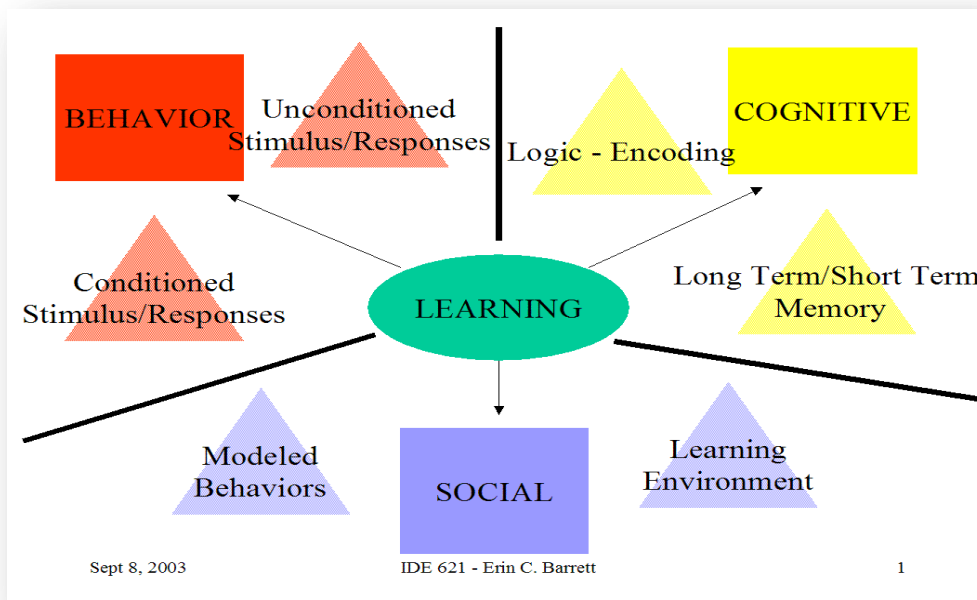 BEHAVIOR
Unconditioned
Stimulus/Responses
Logic - Encoding
COGNITIVE
Conditioned
Stimulus/Responses
LEARNING
Long Term/Short Term
Memory
Modeled
Behaviors
SOCIAL
Learning
Environment
Sept 8, 2003
IDE 621 - Erin C. Barrett
1